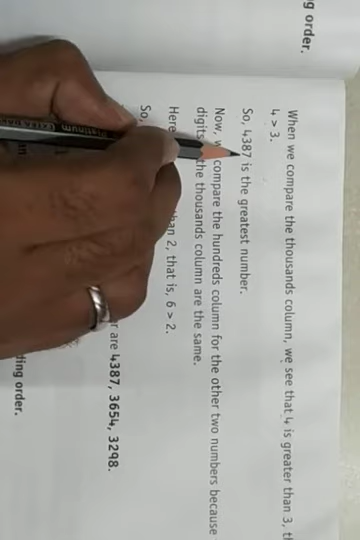 g order.
When we compare the thousands column, we see that 4 is greater than 3, t
4 > 3.
So, 4387 is the greatest number.
Now, compare the hundreds column for the other two numbers because
digits the thousands column are the same.
Here than 2, that is, 6 > 2.
So,
are 4387, 3654, 3298.
ding order.
Platinum